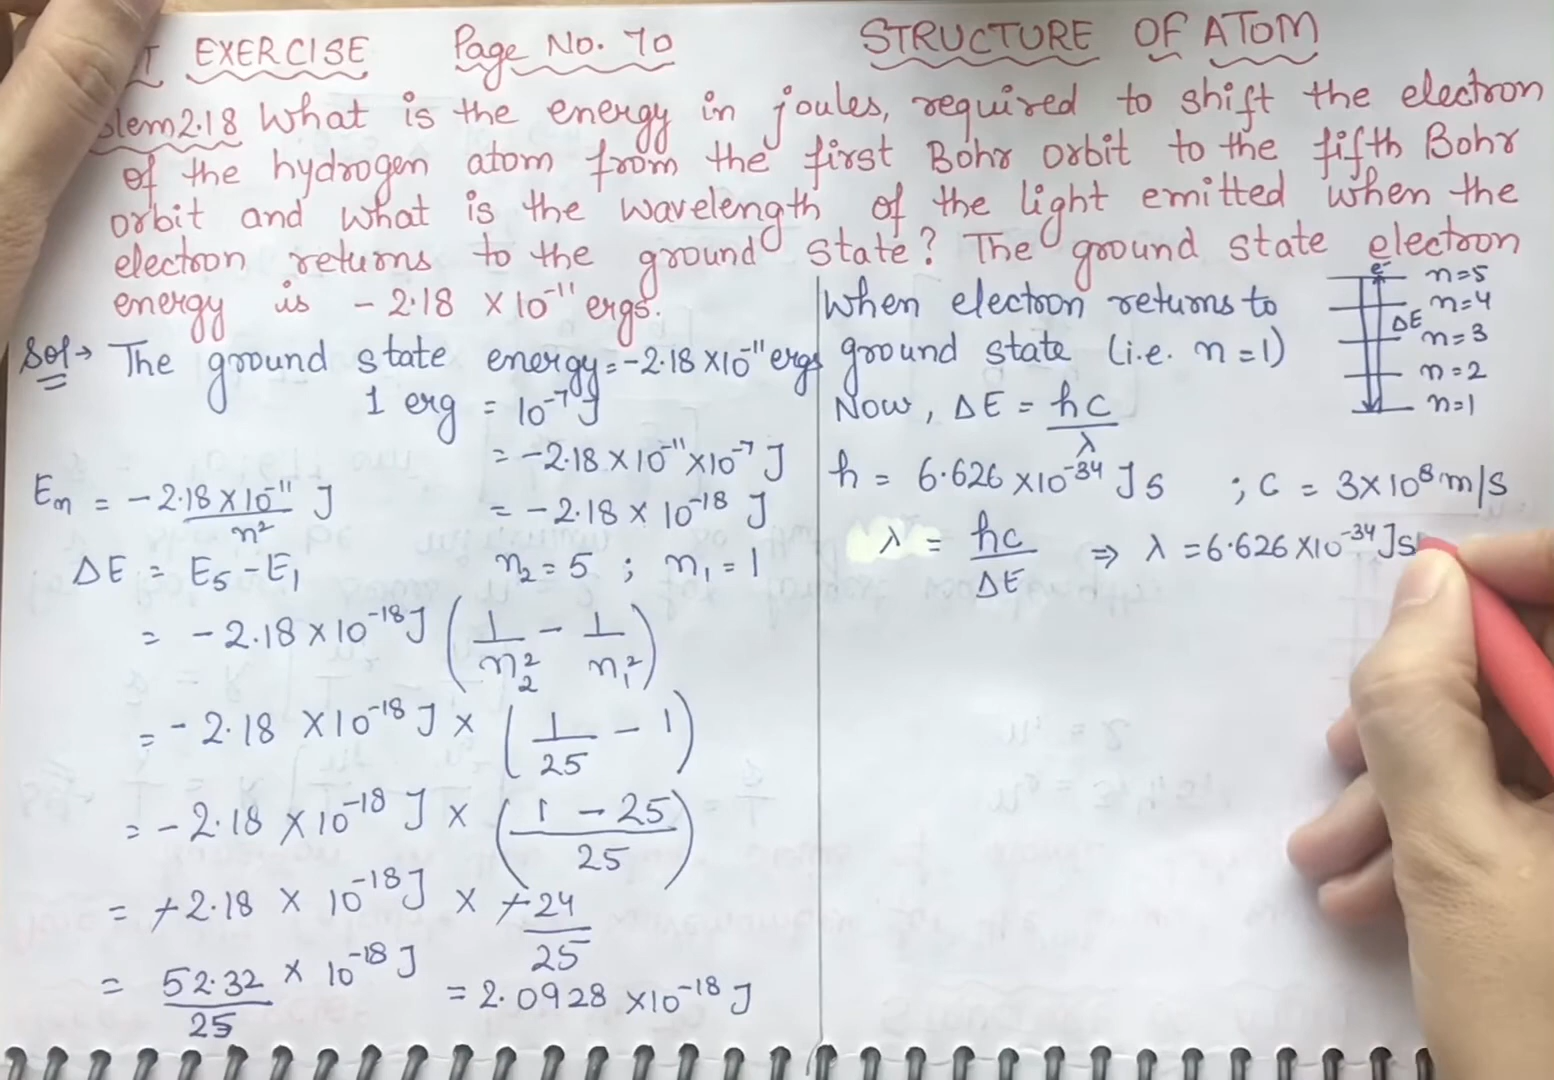 EXERCISE Page No. 70 STRUCTURE OF ATOM
2.18 What is the energy in joules, required to shift the electron
of the hydrogen atom from the first Bohr orbit to the fifth Bohr
orbit and what is the wavelength of the light emitted when the
electron returns to the ground state? The ground state electron
energy is - 2.18 × 10⁻¹¹ ergs.
Sol→ The ground state energy = -2.18 × 10⁻¹¹ ergs
1 erg = 10⁻⁷ J
= -2.18 × 10⁻¹¹ × 10⁻⁷ J
Eₙ = -2.18 × 10⁻¹¹ J / n²
= - 2.18 × 10⁻¹⁸ J
ΔE = E₅ - E₁ n₂ = 5 ; n₁ = 1
= - 2.18 × 10⁻¹⁸ J (1/n₂² - 1/n₁²)
= - 2.18 × 10⁻¹⁸ J × (1/25 - 1)
= - 2.18 × 10⁻¹⁸ J × (1 - 25 / 25)
= - 2.18 × 10⁻¹⁸ J × - 24/25
= 52.32/25 × 10⁻¹⁸ J = 2.0928 × 10⁻¹⁸ J
When electron returns to
ground state (i.e. n = 1)
Now, ΔE = hc/λ
h = 6.626 × 10⁻³⁴ J s ; c = 3 × 10⁸ m/s
λ = hc/ΔE ⇒ λ = 6.626 × 10⁻³⁴ Js
e⁻ n=5
n=4
ΔE n=3
n=2
n=1